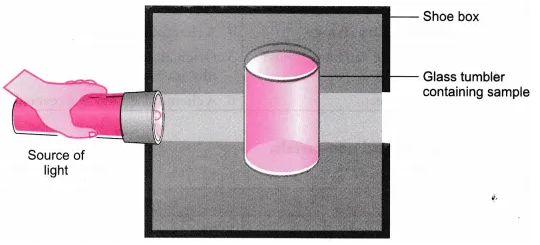 Shoe box
Glass tumbler
containing sample
Source of
light